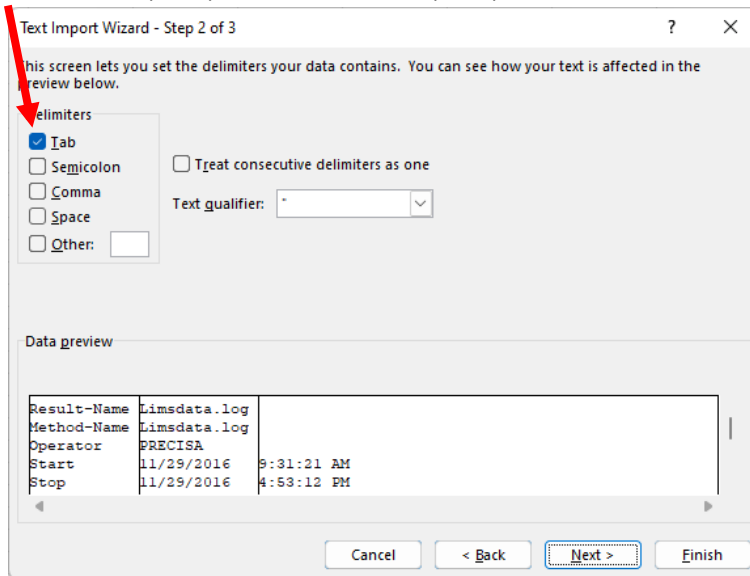 Text Import Wizard - Step 2 of 3
This screen lets you set the delimiters your data contains. You can see how your text is affected in the
preview below.
Delimiters
Tab
Semicolon
Comma
Space
Other:
Treat consecutive delimiters as one
Text qualifier: "
Data preview
Result-Name Limsdata.log
Method-Name Limsdata.log
Operator PRECISA
Start 11/29/2016 9:31:21 AM
Stop 11/29/2016 4:53:12 PM
Cancel < Back Next > Finish